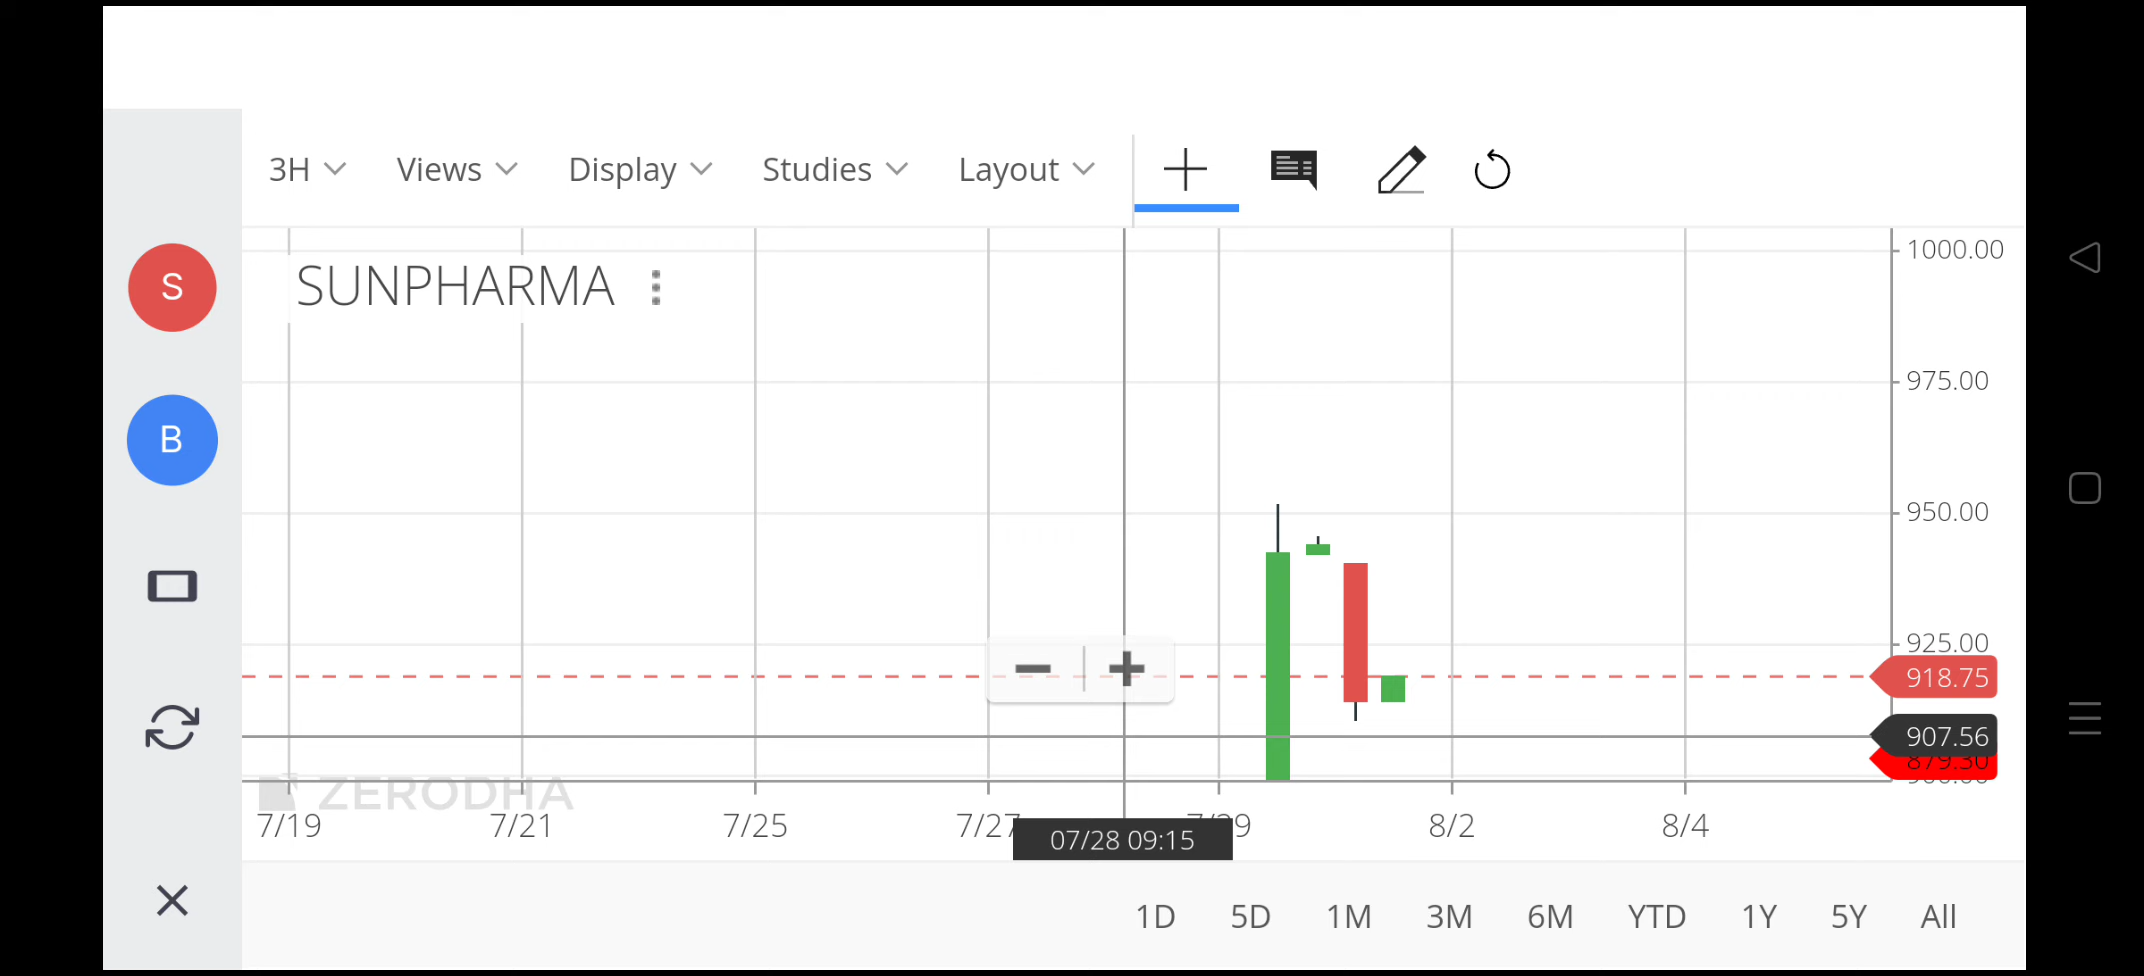 3H Views Display Studies Layout
S
SUNPHARMA
B
1000.00
975.00
950.00
925.00
918.75
907.56
879.30
ZERODHA
7/19 7/21 7/25 7/27 8/2 8/4
07/28 09:15
1D 5D 1M 3M 6M YTD 1Y 5Y All